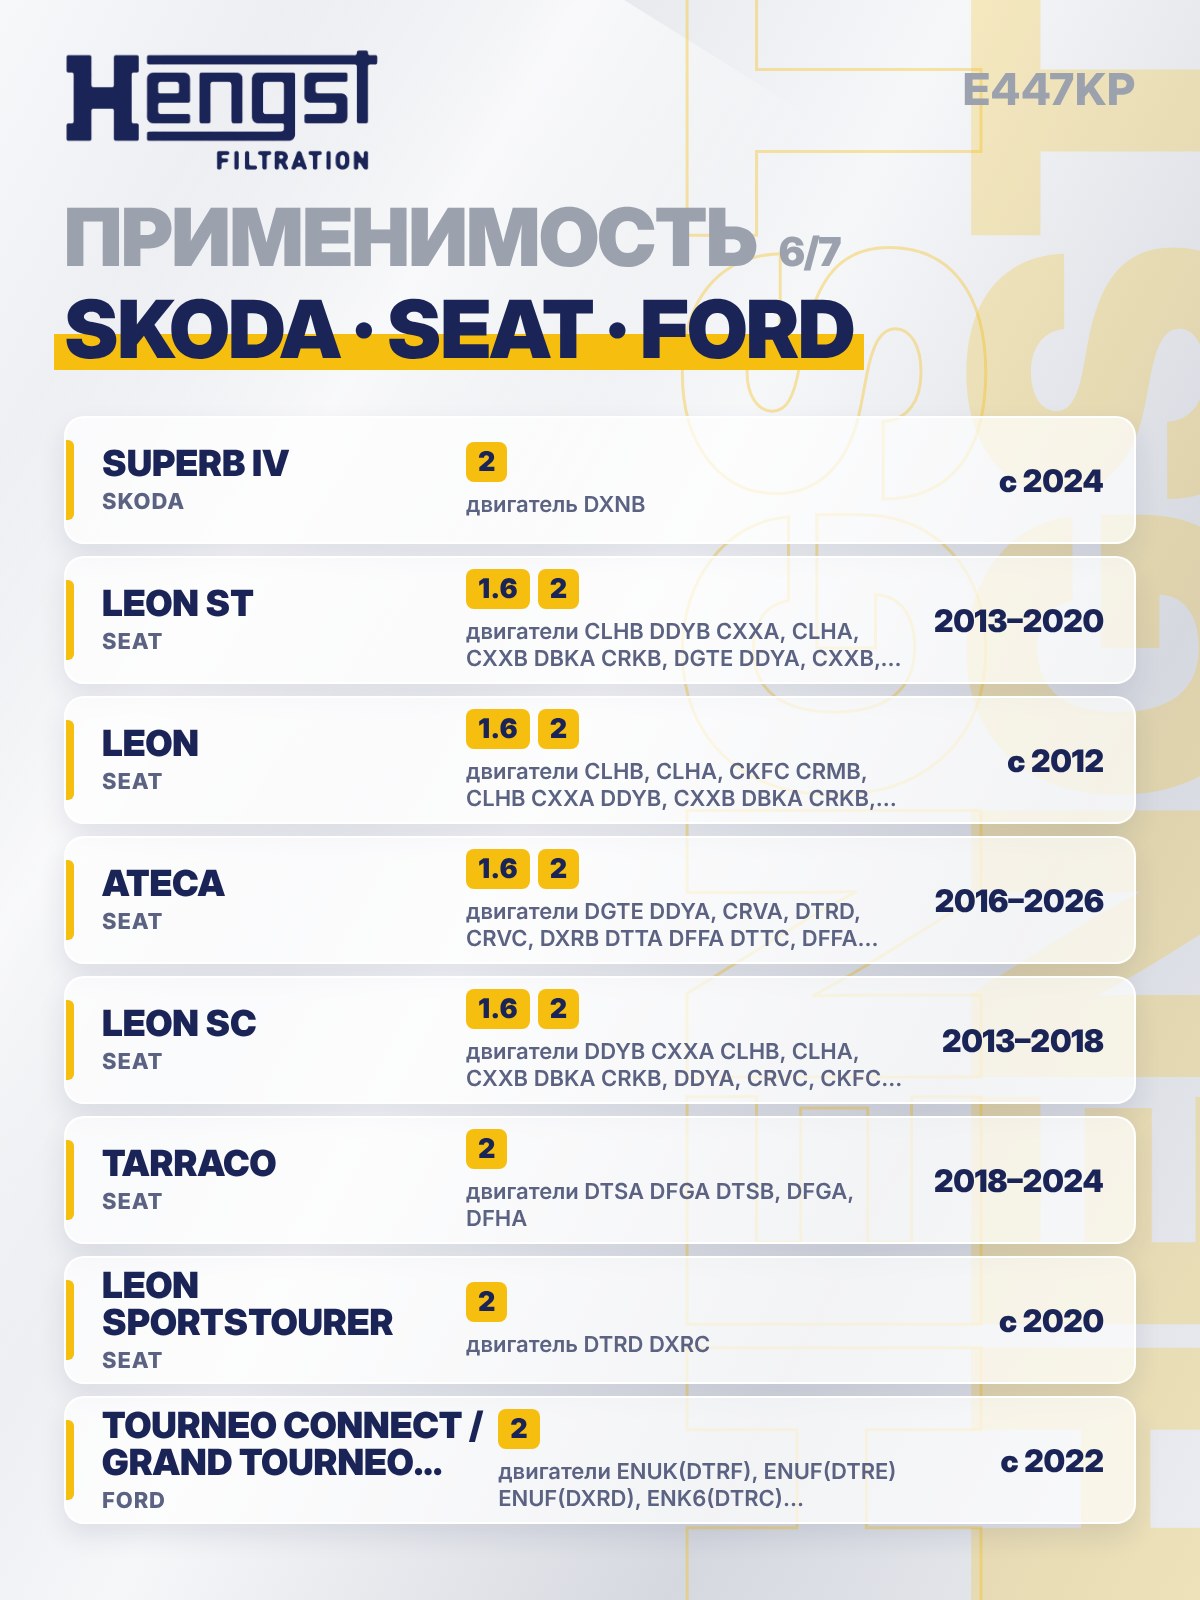 Hengst
FILTRATION
E447KP
ПРИМЕНИМОСТЬ 6/7
SKODA · SEAT · FORD
SUPERB IV
SKODA
2
двигатель DXNB
с 2024
LEON ST
SEAT
1.6 2
двигатели CLHB DDYB CXXA, CLHA,
CXXB DBKA CRKB, DGTE DDYA, CXXB,...
2013–2020
LEON
SEAT
1.6 2
двигатели CLHB, CLHA, CKFC CRMB,
CLHB CXXA DDYB, CXXB DBKA CRKB,...
с 2012
ATECA
SEAT
1.6 2
двигатели DGTE DDYA, CRVA, DTRD,
CRVC, DXRB DTTA DFFA DTTC, DFFA...
2016–2026
LEON SC
SEAT
1.6 2
двигатели DDYB CXXA CLHB, CLHA,
CXXB DBKA CRKB, DDYA, CRVC, CKFC...
2013–2018
TARRACO
SEAT
2
двигатели DTSA DFGA DTSB, DFGA,
DFHA
2018–2024
LEON
SPORTSTOURER
SEAT
2
двигатель DTRD DXRC
с 2020
TOURNEO CONNECT /
GRAND TOURNEO...
FORD
2
двигатели ENUK(DTRF), ENUF(DTRE)
ENUF(DXRD), ENK6(DTRC)...
с 2022
HENGST